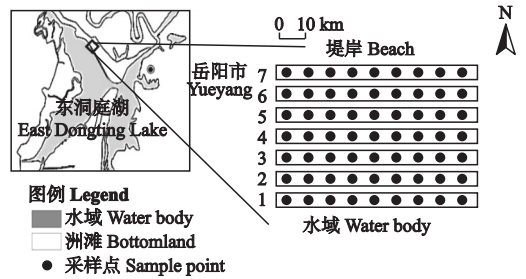 0 10 km
N
堤岸 Beach
岳阳市
Yueyang
东洞庭湖
East Dongting Lake
7
6
5
4
3
2
1
水域 Water body
图例 Legend
水域 Water body
洲滩 Bottomland
采样点 Sample point